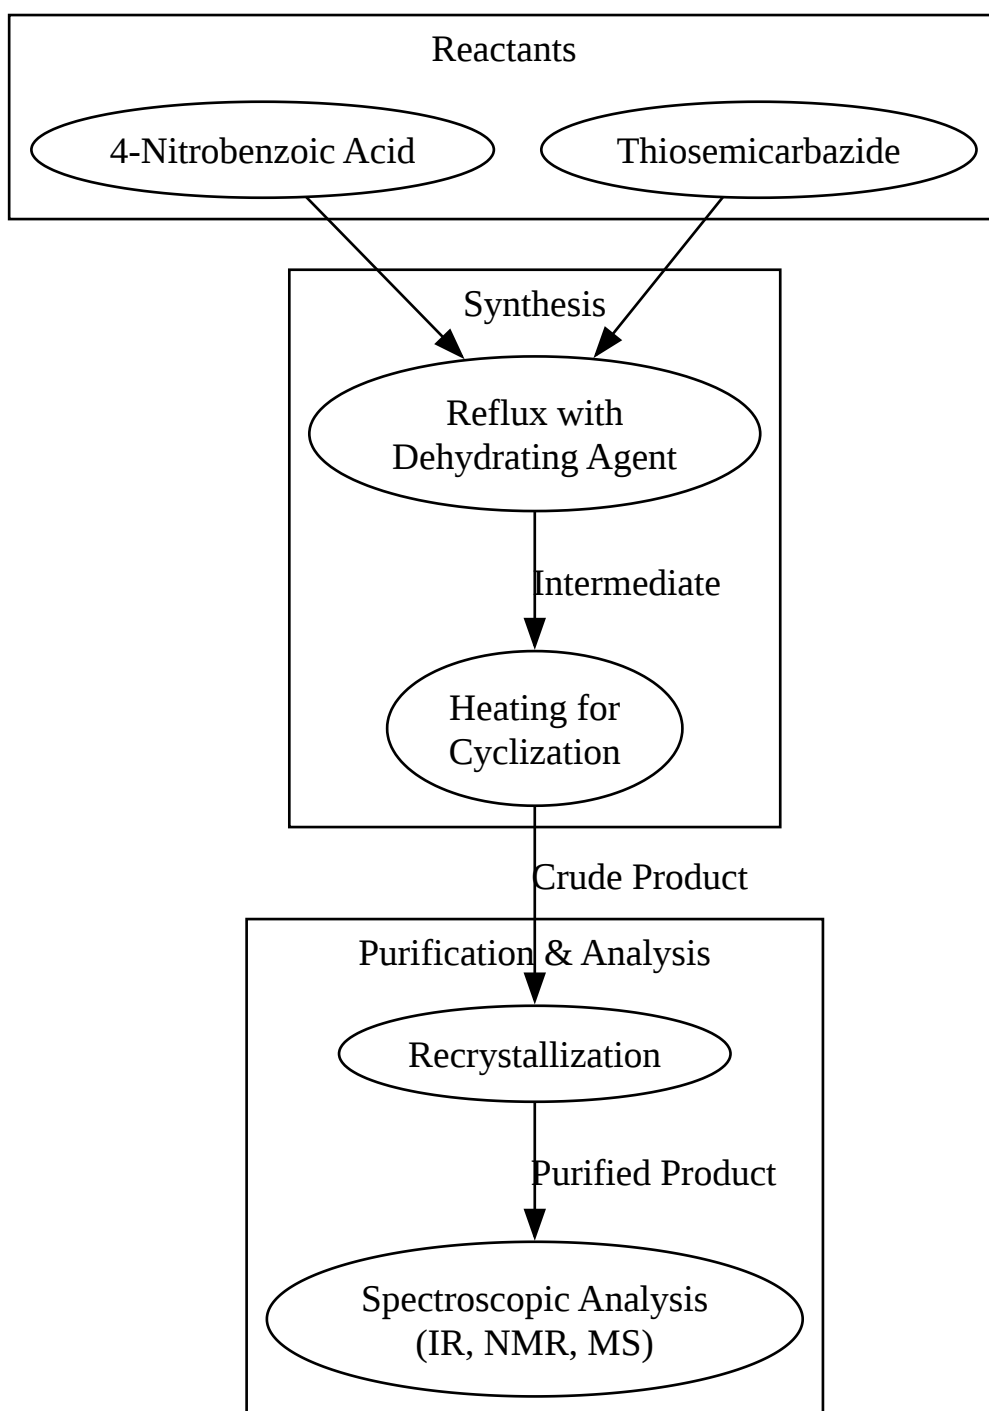 Reactants
4-Nitrobenzoic Acid
Thiosemicarbazide
Synthesis
Reflux with
Dehydrating Agent
Intermediate
Heating for
Cyclization
Crude Product
Purification & Analysis
Recrystallization
Purified Product
Spectroscopic Analysis
(IR, NMR, MS)